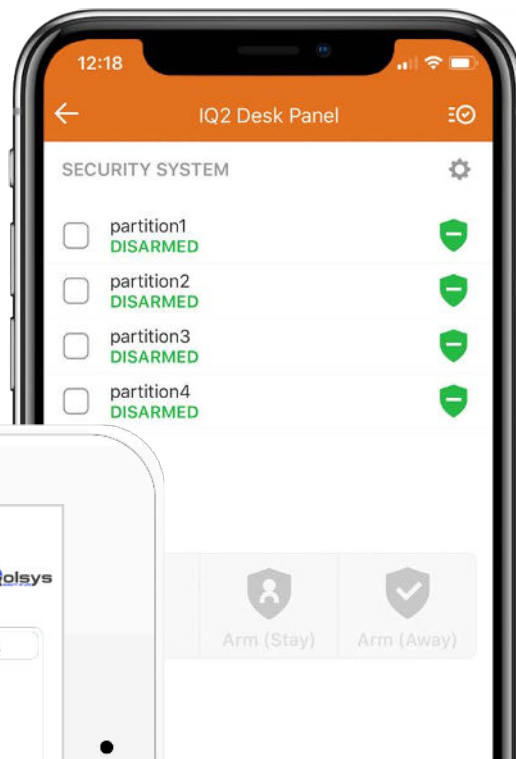 12:18
IQ2 Desk Panel
SECURITY SYSTEM
partition1
DISARMED
partition2
DISARMED
partition3
DISARMED
partition4
DISARMED
olsys
Arm (Stay)
Arm (Away)